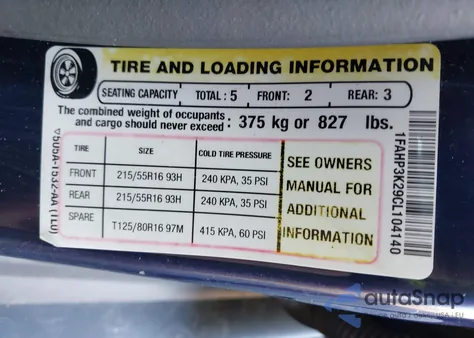 TIRE AND LOADING INFORMATION
SEATING CAPACITY TOTAL: 5 FRONT: 2 REAR: 3
The combined weight of occupants
and cargo should never exceed: 375 kg or 827 lbs.
TIRE SIZE COLD TIRE PRESSURE
FRONT 215/55R16 93H 240 KPA, 35 PSI
REAR 215/55R16 93H 240 KPA, 35 PSI
SPARE T125/80R16 97M 415 KPA, 60 PSI
SEE OWNERS
MANUAL FOR
ADDITIONAL
INFORMATION
1FAHP3K29CL104140
autoSnap